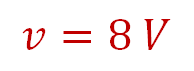 v = 8 V